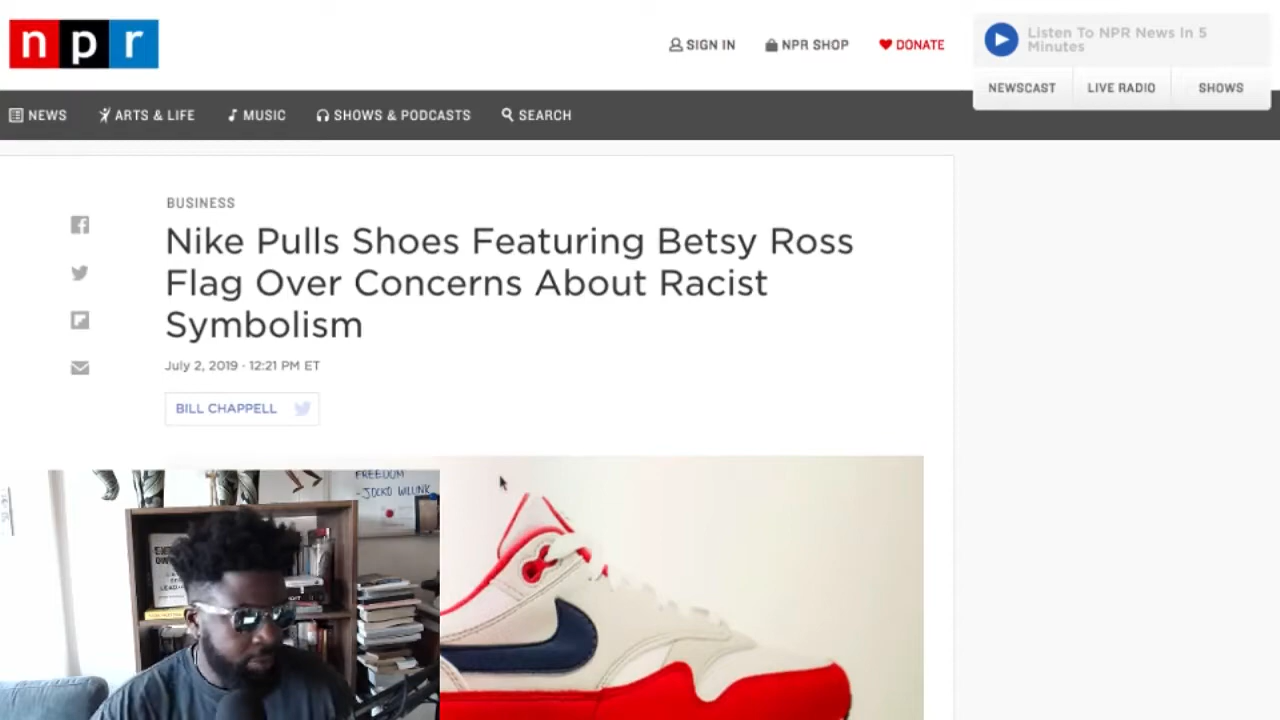 npr
SIGN IN
NPR SHOP
DONATE
Listen To NPR News In 5
Minutes
NEWSCAST
LIVE RADIO
SHOWS
NEWS
ARTS & LIFE
MUSIC
SHOWS & PODCASTS
SEARCH
BUSINESS
Nike Pulls Shoes Featuring Betsy Ross
Flag Over Concerns About Racist
Symbolism
July 2, 2019 · 12:21 PM ET
BILL CHAPPELL
FREEDOM
-JOCKO WILLINK